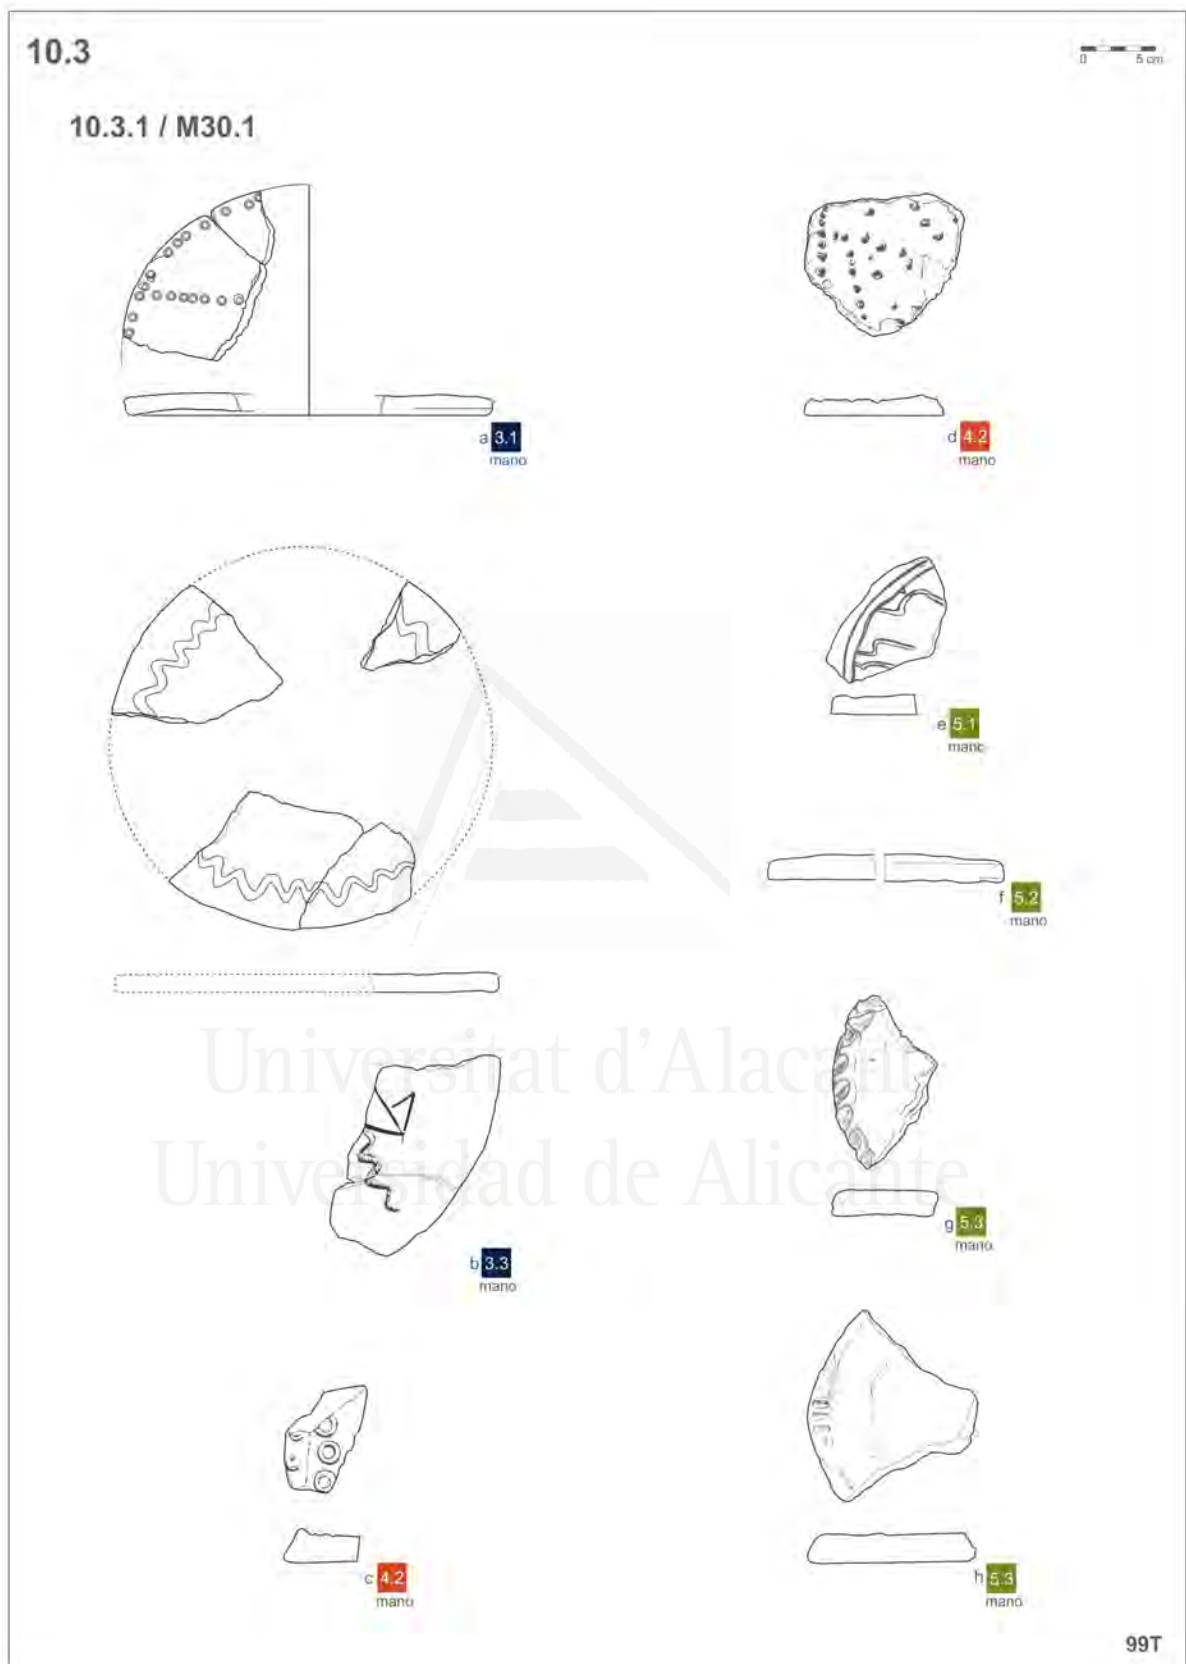 10.3
0 5 cm
10.3.1 / M30.1
a 3.1
mano
d 4.2
mano
e 5.1
mano
f 5.2
mano
Universitat d'Alacant
Universidad de Alicante
g 5.3
mano
b 3.3
mano
c 4.2
mano
h 5.3
mano
99T